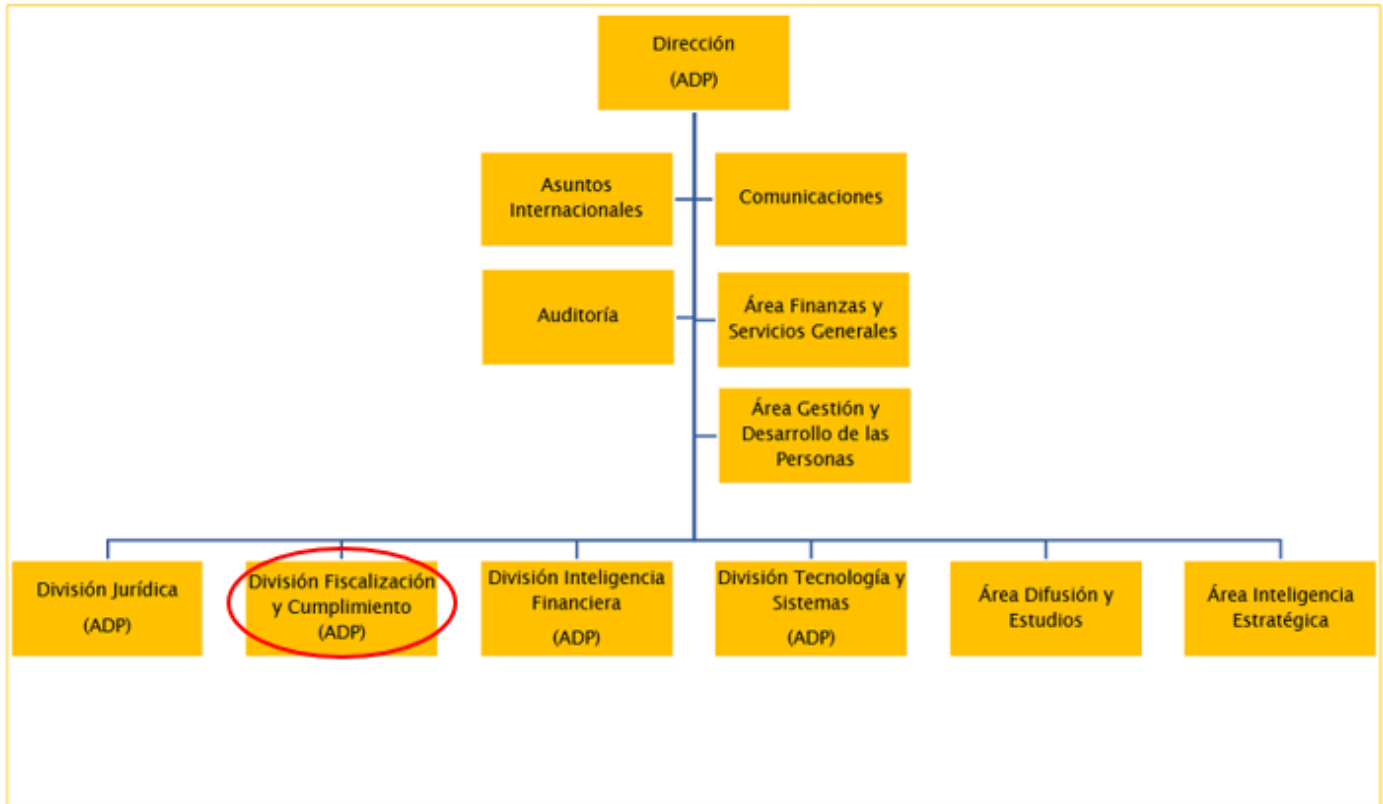 Dirección
(ADP)
Asuntos
Internacionales
Comunicaciones
Auditoría
Área Finanzas y
Servicios Generales
Área Gestión y
Desarrollo de las
Personas
División Jurídica
(ADP)
División Fiscalización
y Cumplimiento
(ADP)
División Inteligencia
Financiera
(ADP)
División Tecnología y
Sistemas
(ADP)
Área Difusión y
Estudios
Área Inteligencia
Estratégica